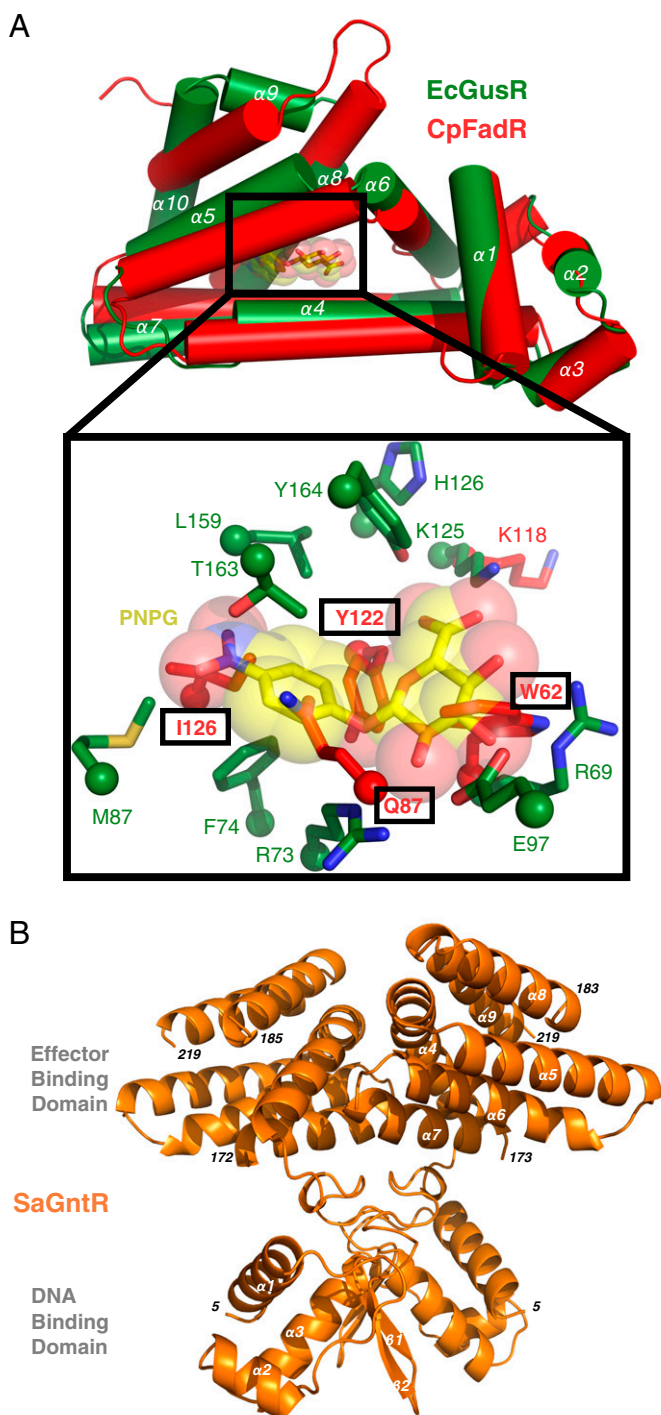 A
EcGusR
CpFadR
α9
α10
α5
α8
α6
α1
α2
α7
α4
α3
Y164
H126
L159
K125
K118
T163
PNPG
Y122
W62
I126
R69
M87
Q87
F74
E97
R73
B
α8
183
185
α9
219
219
α4
Effector
Binding
Domain
α5
α6
α7
172
173
SaGntR
DNA
Binding
Domain
α1
5
5
α3
β1
α2
β2